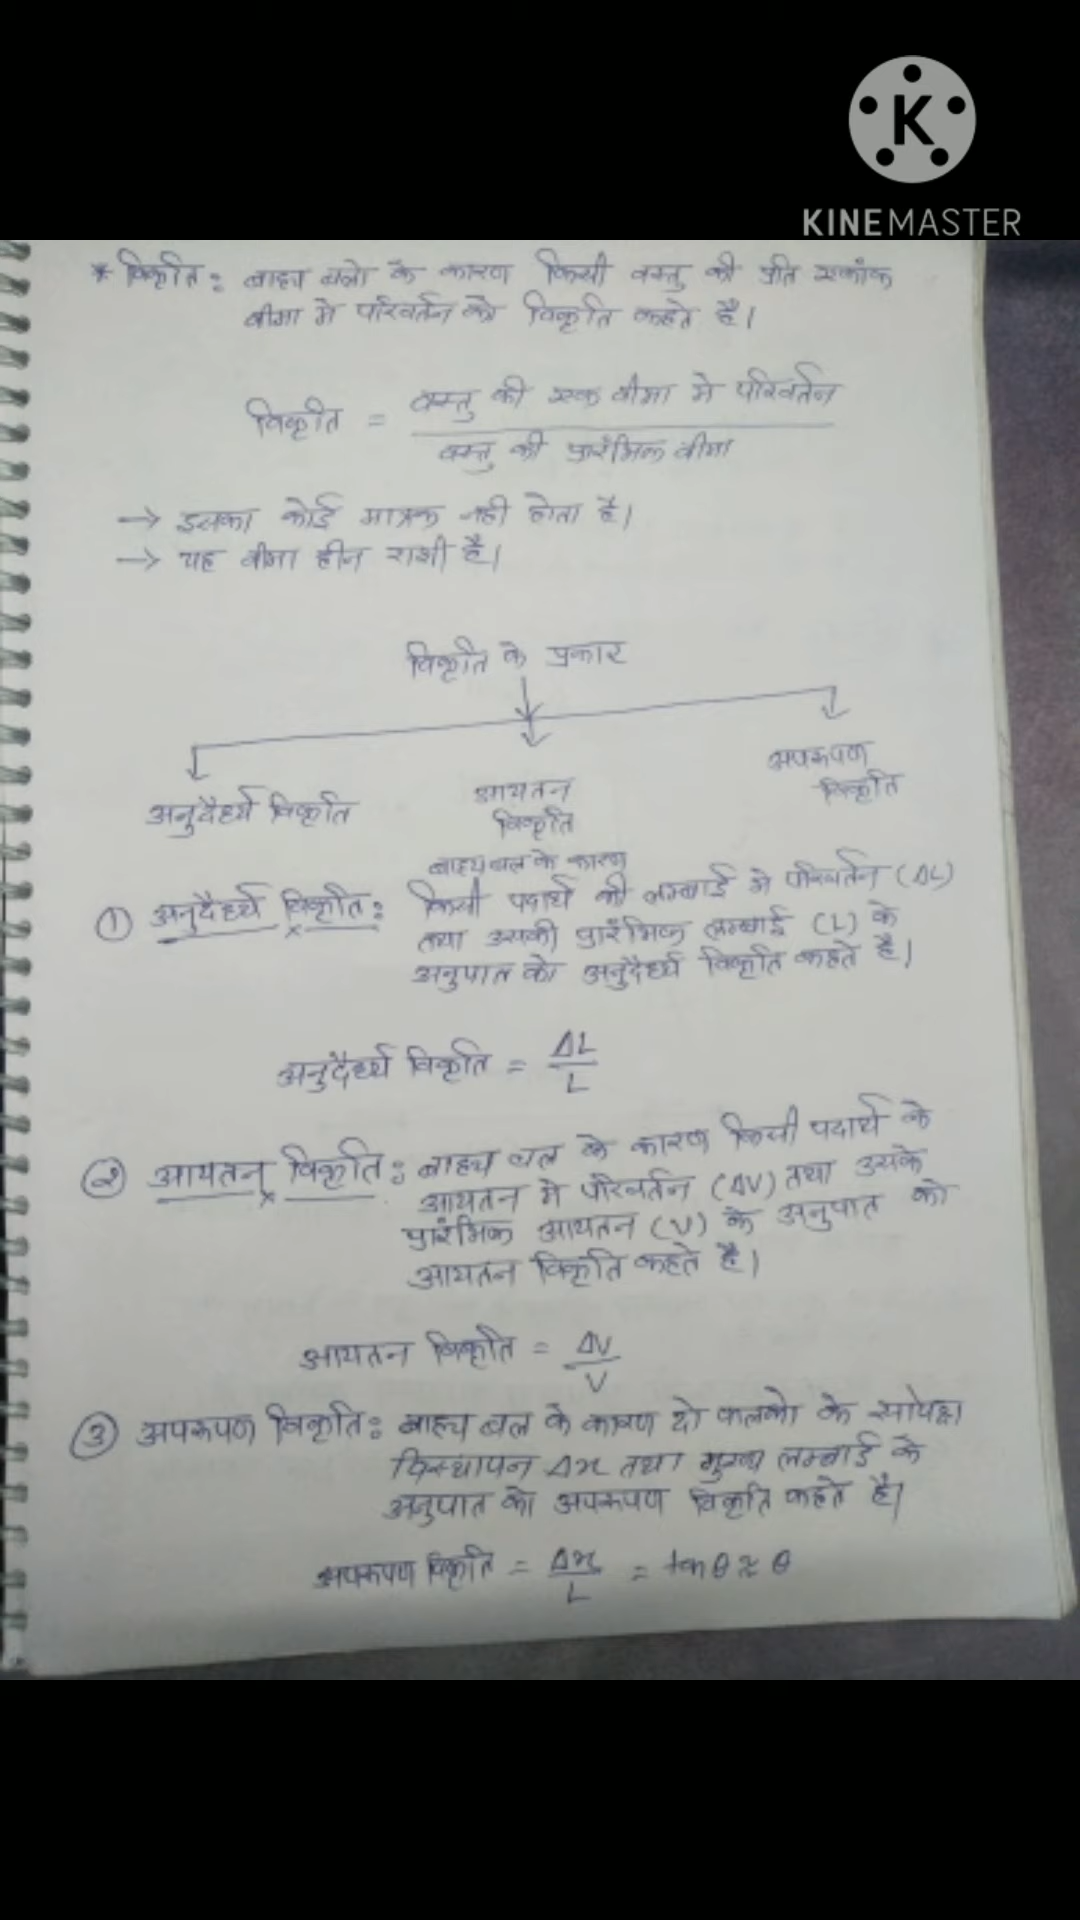 K
KINEMASTER
* विकृति : बाह्य बलो के कारण किसी वस्तु की प्रति एकांक
बीमा मे परिवर्तन को विकृति कहते है।
विकृति = वस्तु की एक बीमा मे परिवर्तन
वस्तु की प्रारंभिक बीमा
→ इसका कोई मात्रक नही होता है।
→ यह बीमा हीन राशी है।
विकृति के प्रकार
अनुदैर्ध्य विकृति
आयतन
विकृति
अपरूपण
विकृति
बाह्य बल के कारण
① अनुदैर्ध्य विकृति : किसी पदार्थ की लम्बाई मे परिवर्तन (ΔL)
तथा उसकी प्रारंभिक लम्बाई (L) के
अनुपात को अनुदैर्ध्य विकृति कहते है।
अनुदैर्ध्य विकृति = ΔL
L
② आयतन विकृति : बाह्य बल के कारण किसी पदार्थ के
आयतन मे परिवर्तन (ΔV) तथा उसके
प्रारंभिक आयतन (V) के अनुपात को
आयतन विकृति कहते है।
आयतन विकृति = ΔV
V
③ अपरूपण विकृति : बाह्य बल के कारण दो फलको के सापेक्ष
विस्थापन Δx तथा मुख्य लम्बाई के
अनुपात को अपरूपण विकृति कहते है।
अपरूपण विकृति = Δx = tan θ ≈ θ
L